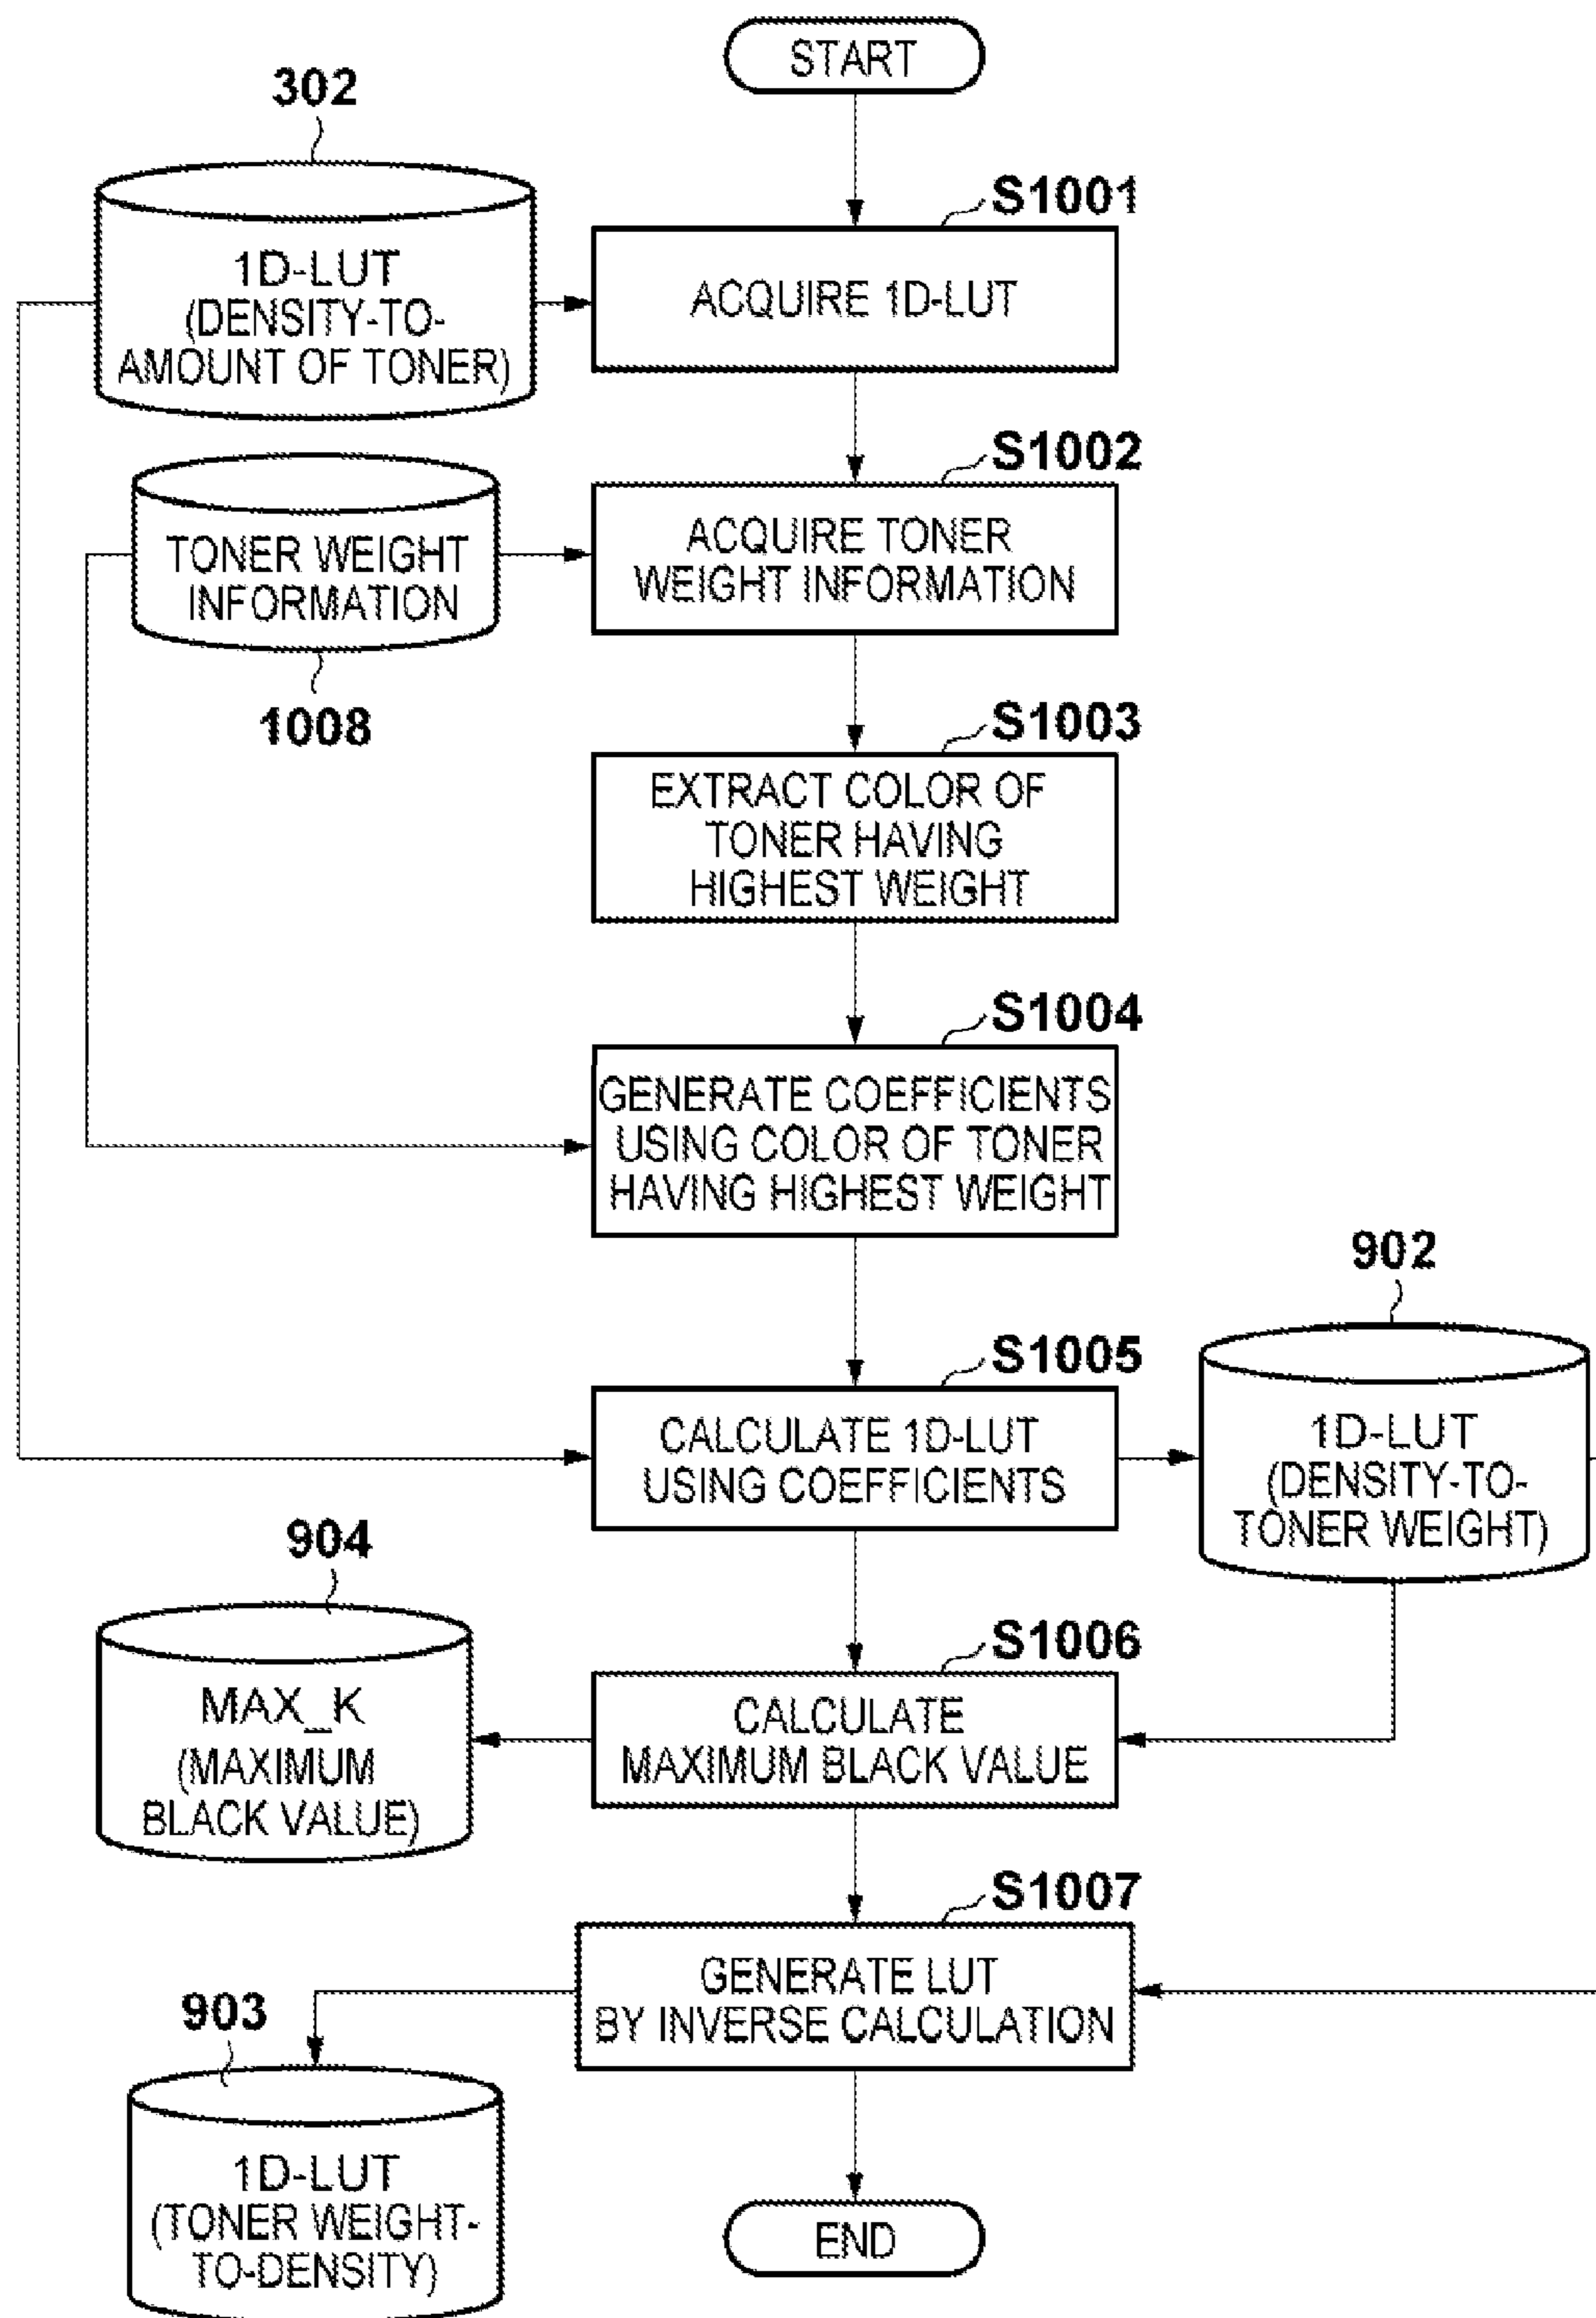 START
302
S1001
1D-LUT
(DENSITY-TO-
AMOUNT OF TONER)
ACQUIRE 1D-LUT
S1002
TONER WEIGHT
INFORMATION
ACQUIRE TONER
WEIGHT INFORMATION
1008
S1003
EXTRACT COLOR OF
TONER HAVING
HIGHEST WEIGHT
S1004
GENERATE COEFFICIENTS
USING COLOR OF TONER
HAVING HIGHEST WEIGHT
902
S1005
CALCULATE 1D-LUT
USING COEFFICIENTS
1D-LUT
(DENSITY-TO-
TONER WEIGHT)
904
S1006
MAX_K
(MAXIMUM
BLACK VALUE)
CALCULATE
MAXIMUM BLACK VALUE
S1007
GENERATE LUT
BY INVERSE CALCULATION
903
1D-LUT
(TONER WEIGHT-
TO-DENSITY)
END